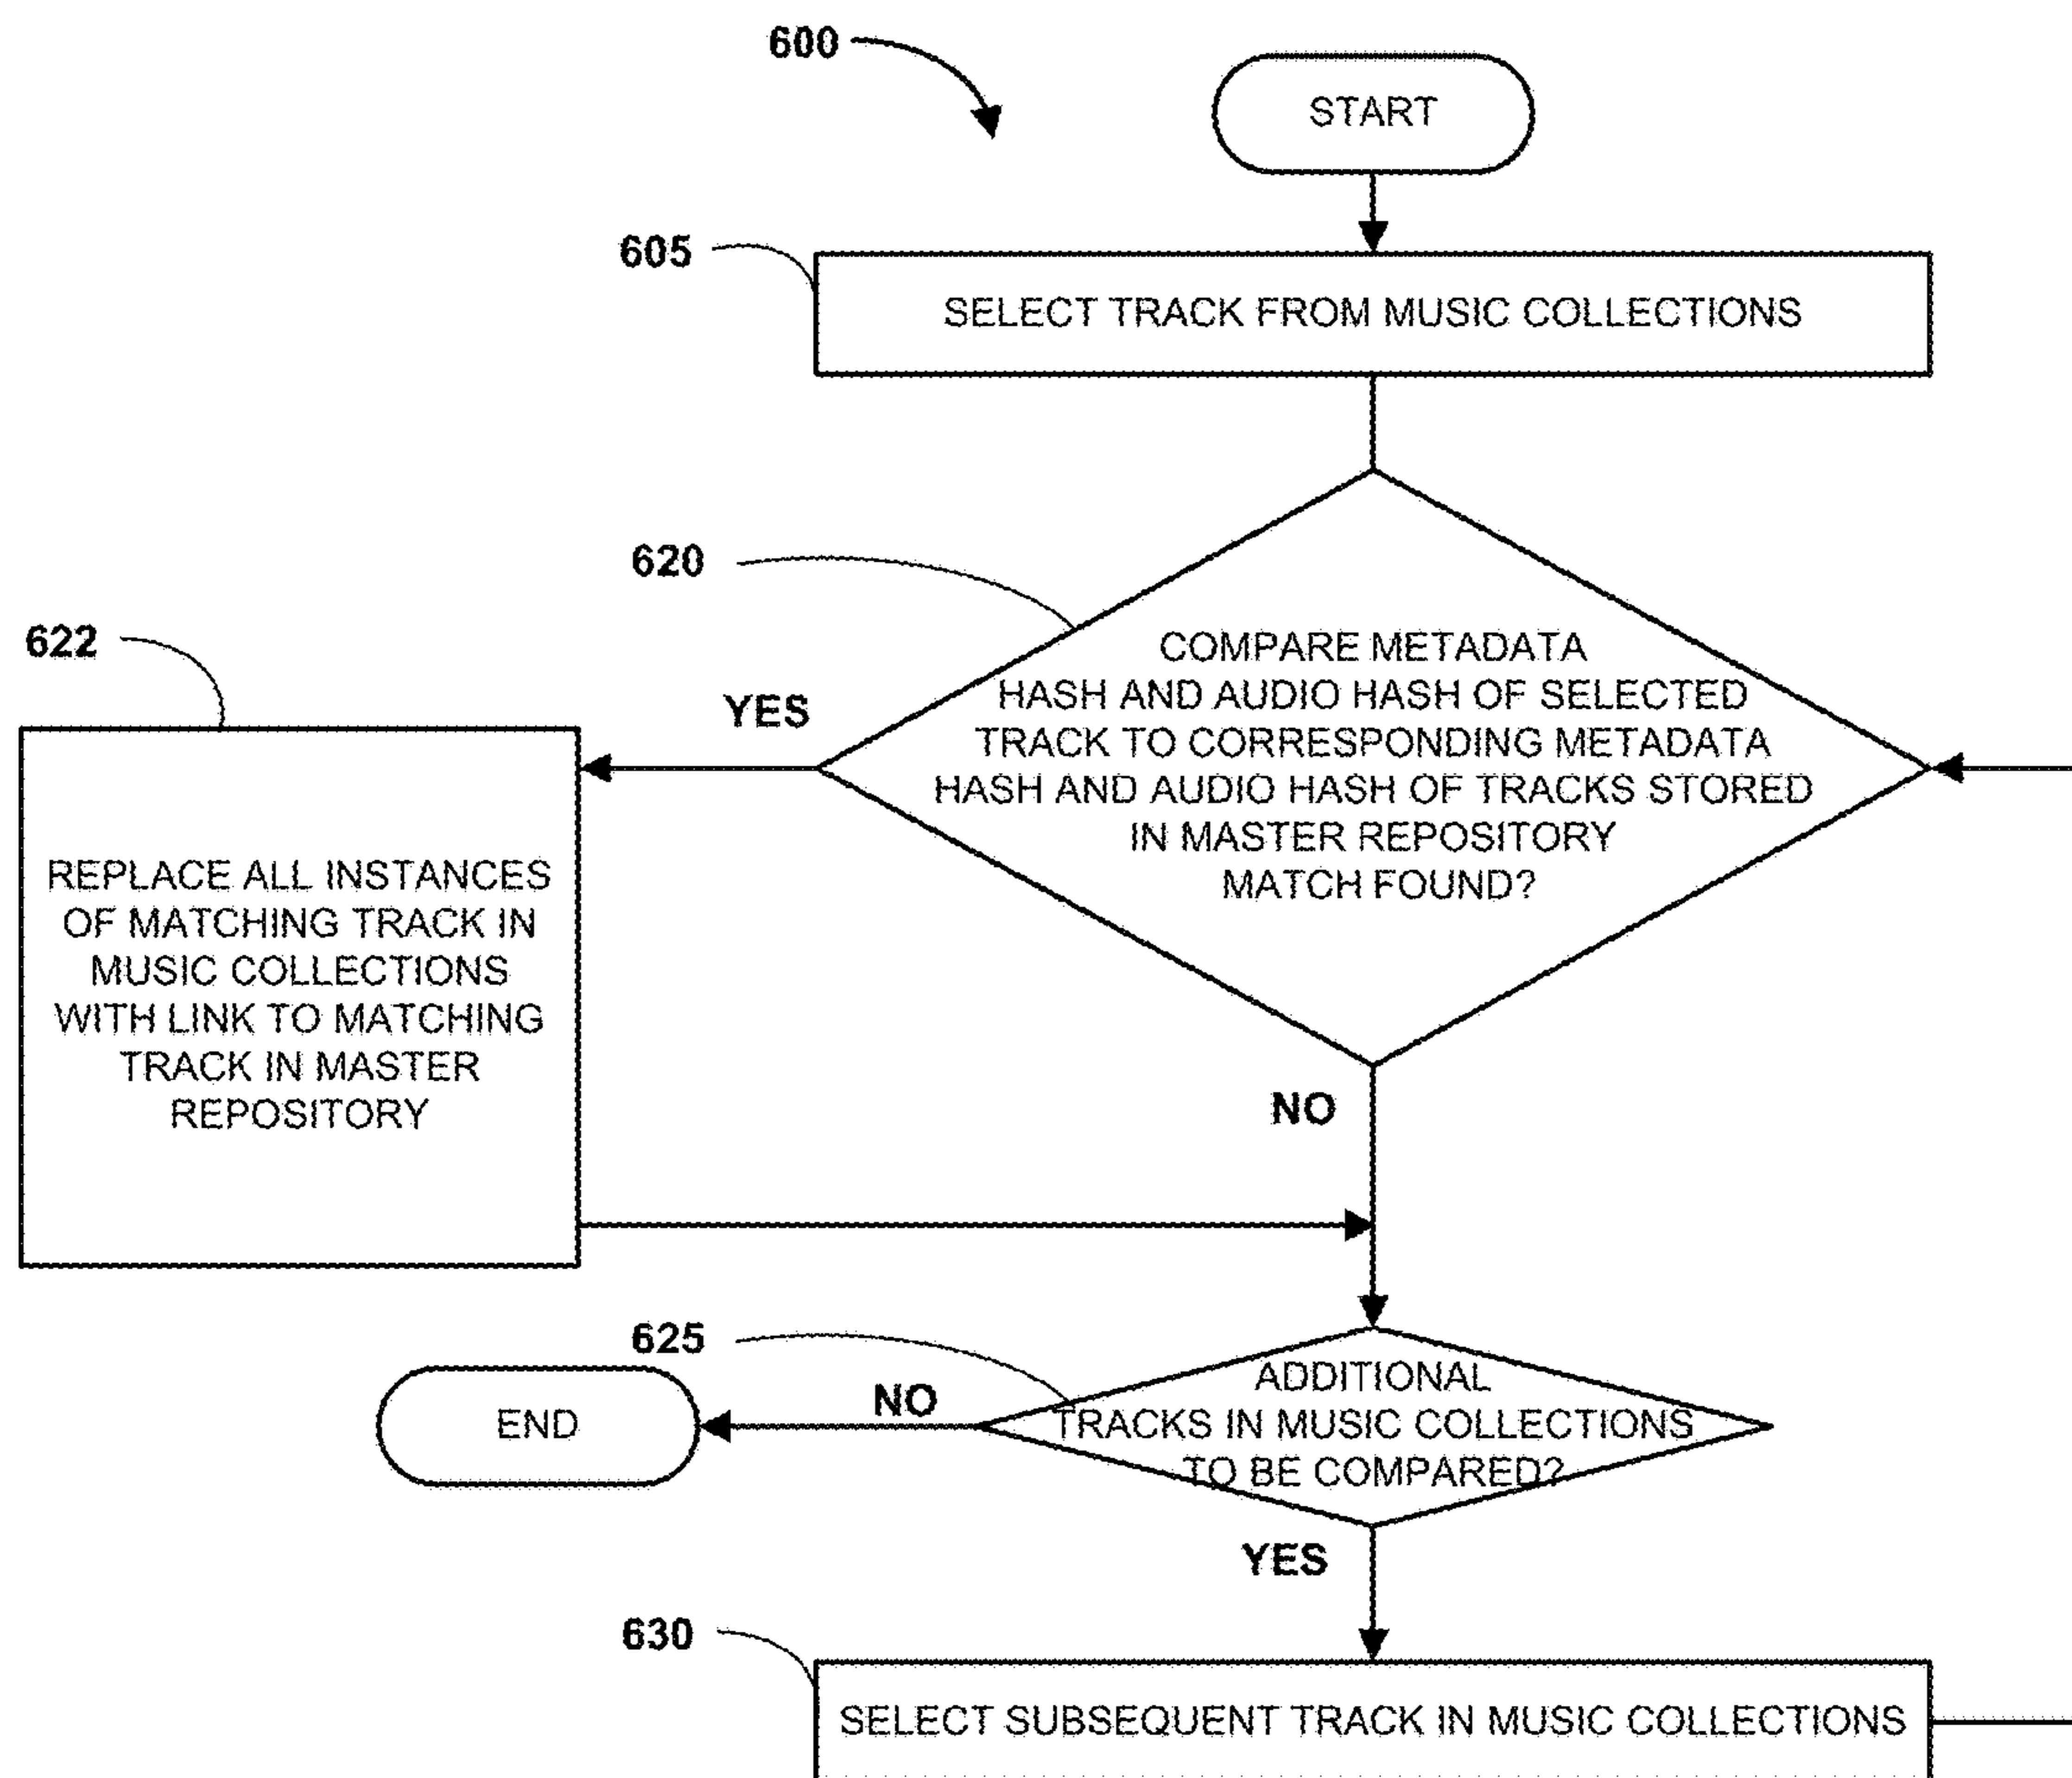 600
START
605
SELECT TRACK FROM MUSIC COLLECTIONS
620
COMPARE METADATA
HASH AND AUDIO HASH OF SELECTED
TRACK TO CORRESPONDING METADATA
HASH AND AUDIO HASH OF TRACKS STORED
IN MASTER REPOSITORY
MATCH FOUND?
622
YES
REPLACE ALL INSTANCES
OF MATCHING TRACK IN
MUSIC COLLECTIONS
WITH LINK TO MATCHING
TRACK IN MASTER
REPOSITORY
NO
625
ADDITIONAL
TRACKS IN MUSIC COLLECTIONS
TO BE COMPARED?
NO
END
YES
630
SELECT SUBSEQUENT TRACK IN MUSIC COLLECTIONS